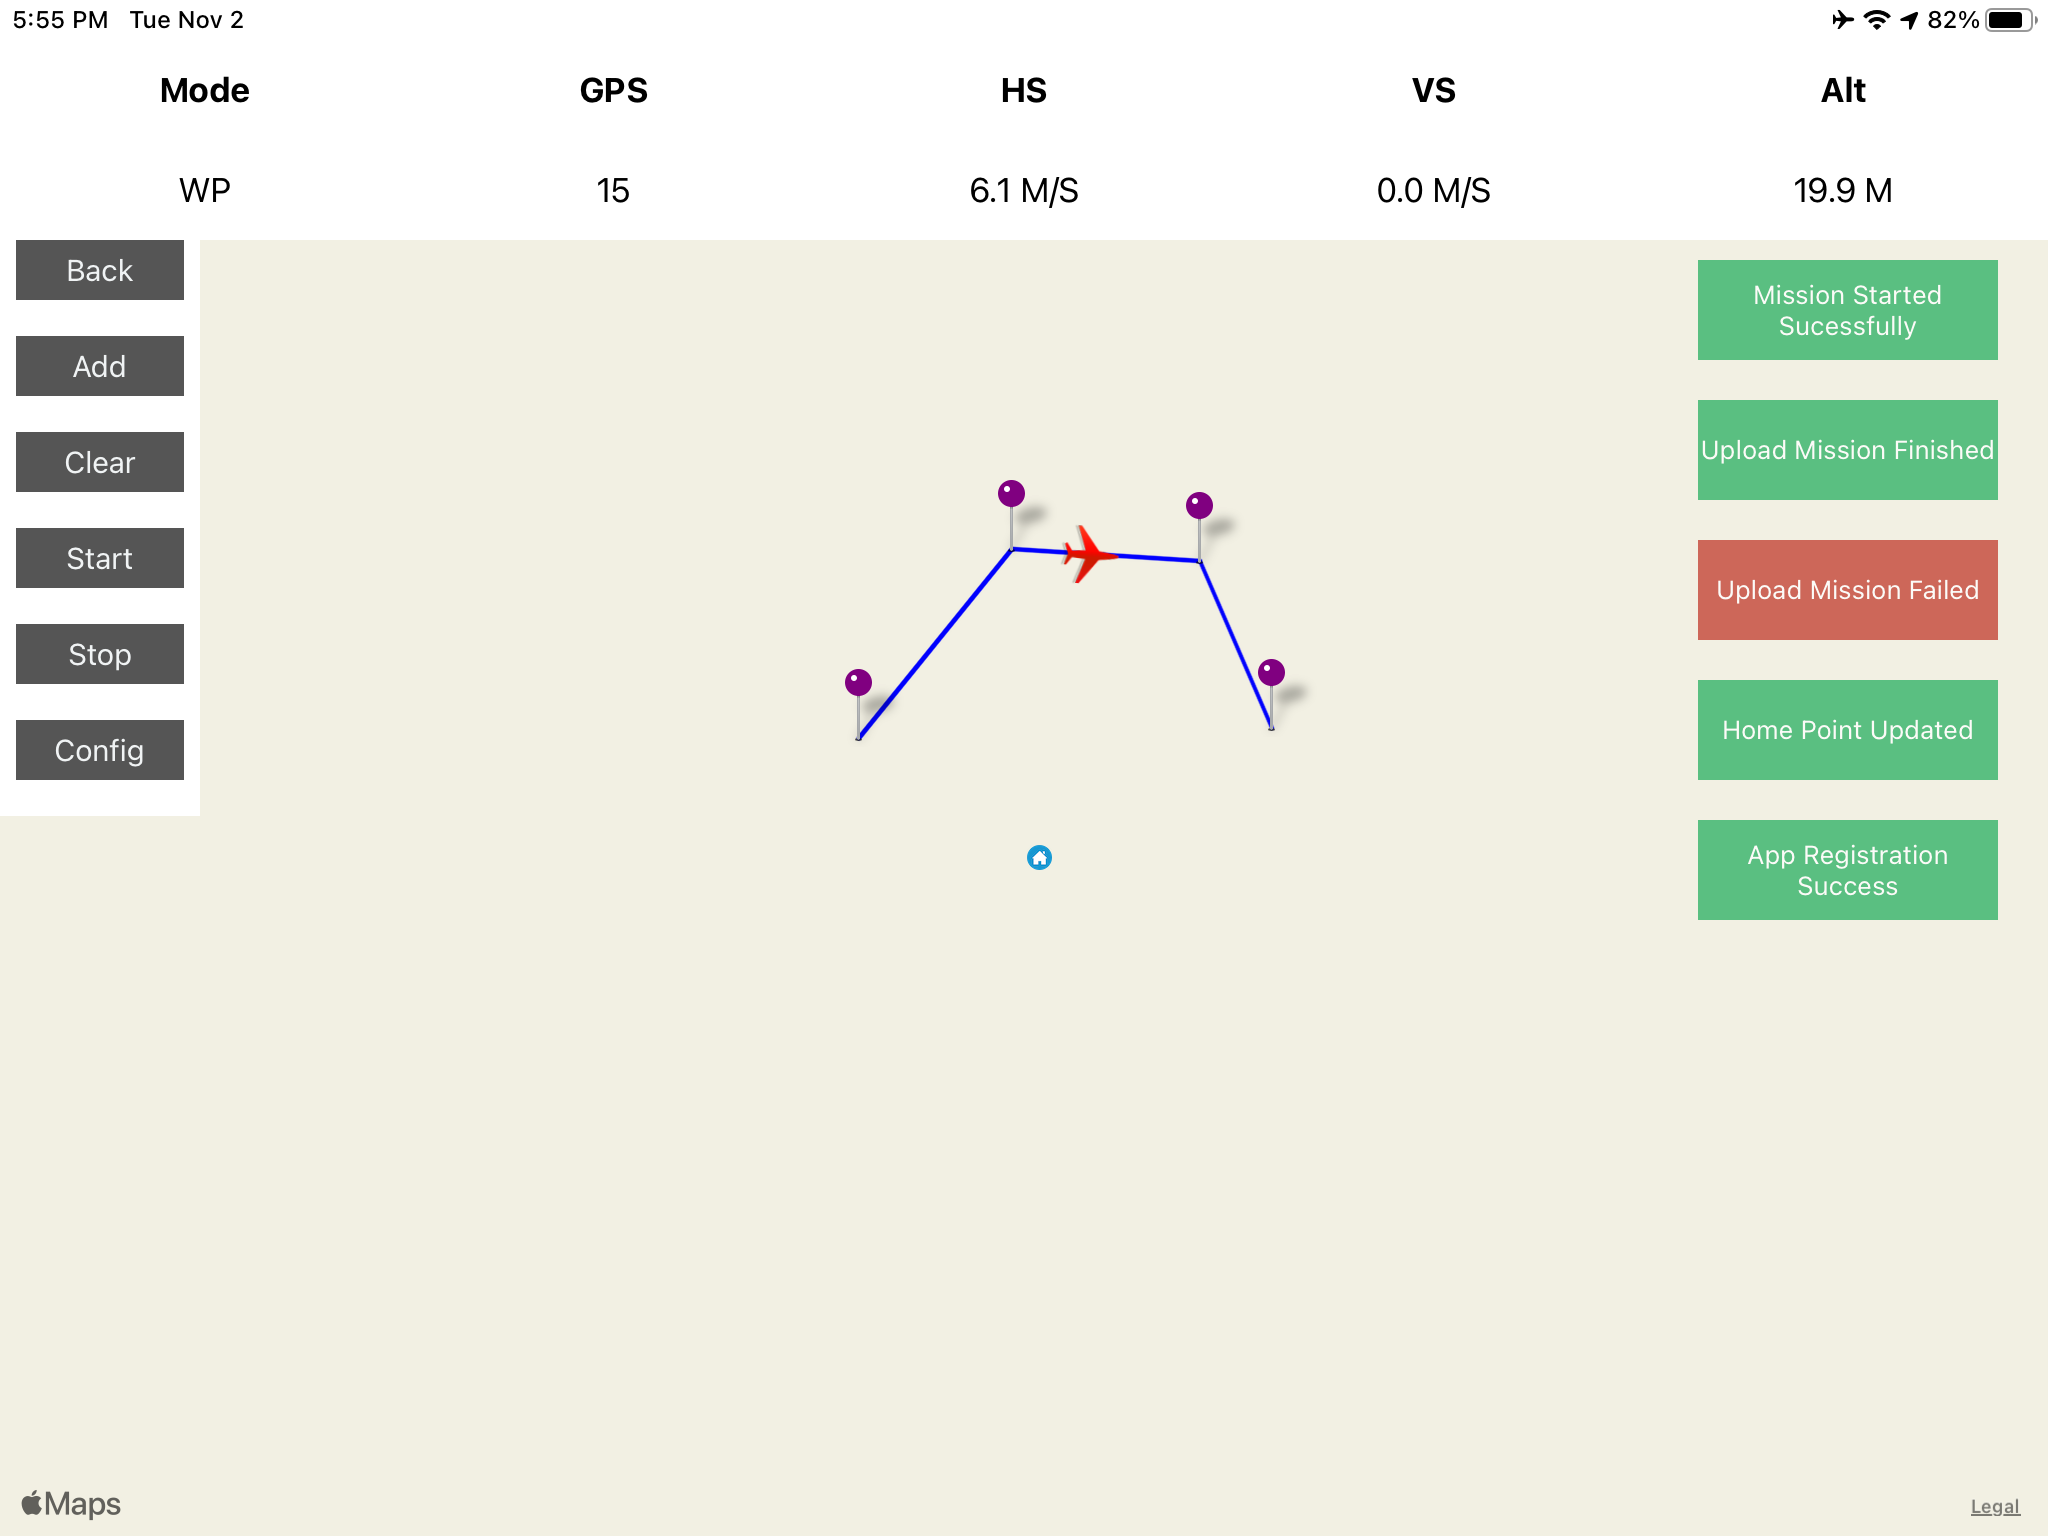 5:55 PM Tue Nov 2 82%
Mode GPS HS VS Alt
WP 15 6.1 M/S 0.0 M/S 19.9 M
Back
Add
Clear
Start
Stop
Config
Mission Started
Sucessfully
Upload Mission Finished
Upload Mission Failed
Home Point Updated
App Registration
Success
Maps
Legal